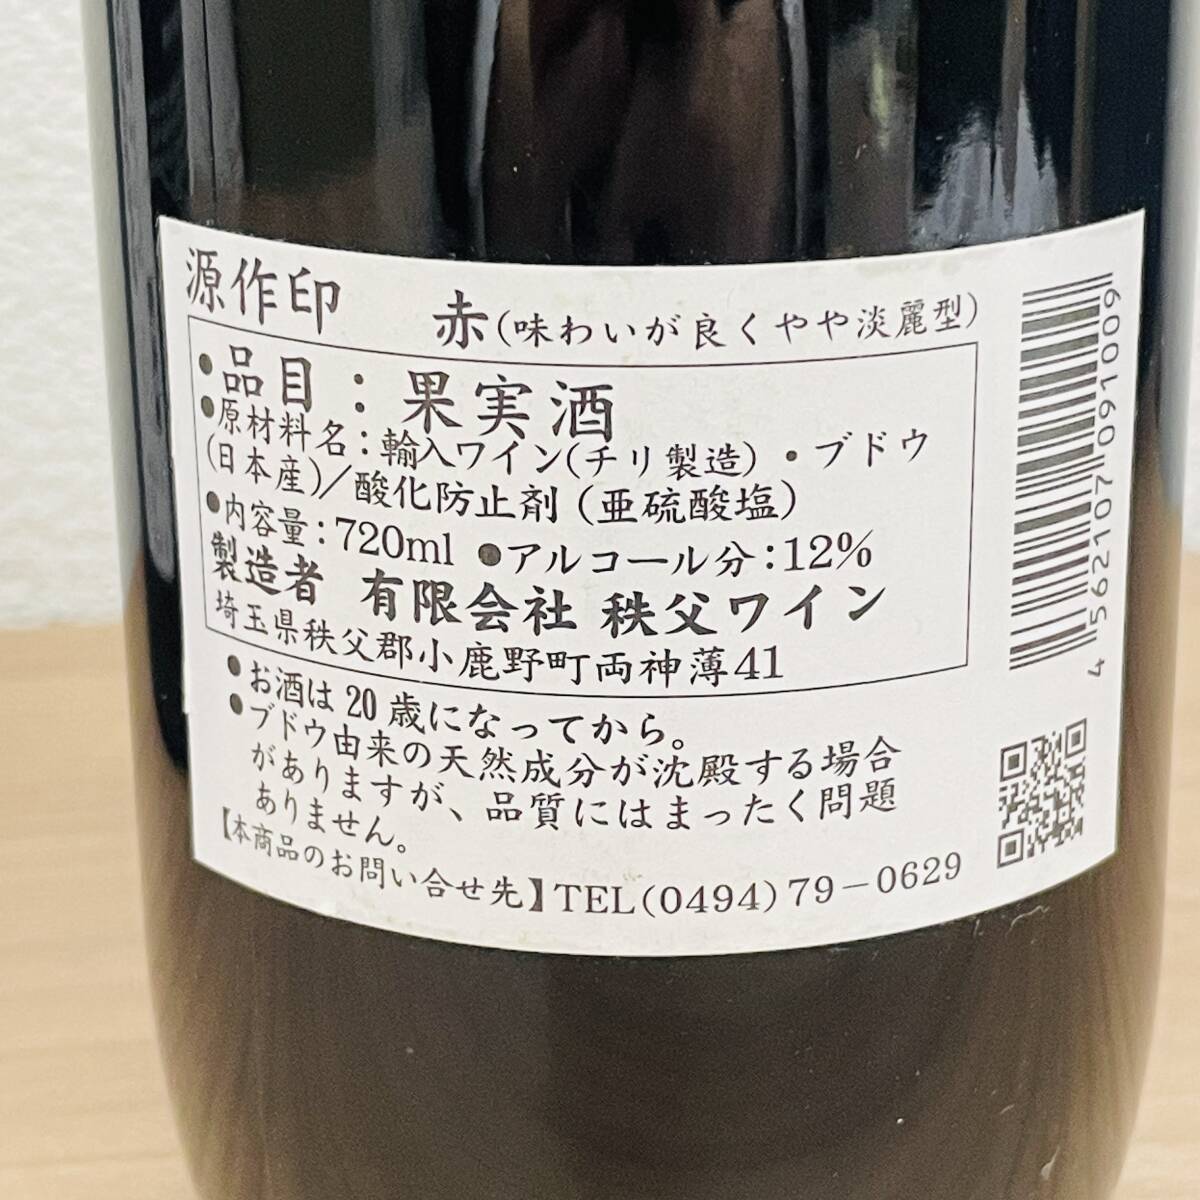 源作印　赤(味わいが良くやや淡麗型)
●品目：果実酒
●原材料名：輸入ワイン(チリ製造)・ブドウ
(日本産)／酸化防止剤(亜硫酸塩)
●内容量：720ml ●アルコール分：12%
製造者 有限会社 秩父ワイン
埼玉県秩父郡小鹿野町両神薄41
●お酒は20歳になってから。
●ブドウ由来の天然成分が沈殿する場合
がありますが、品質にはまったく問題
ありません。
【本商品のお問い合せ先】TEL(0494)79-0629
4 562107 091009